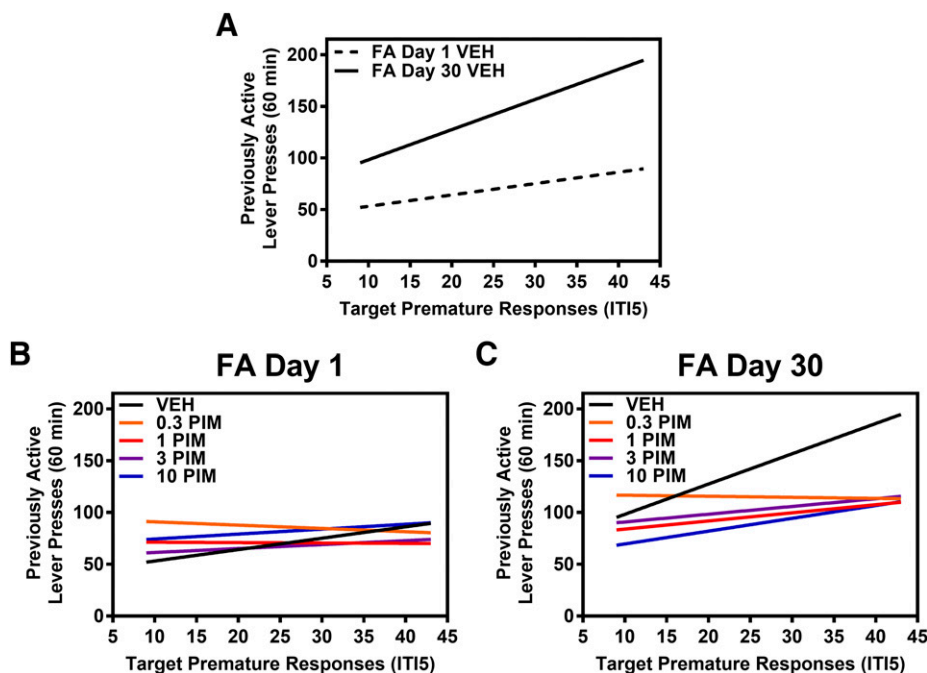 A
FA Day 1 VEH
FA Day 30 VEH
Previously Active
Lever Presses (60 min)
200
150
100
50
0
5 10 15 20 25 30 35 40 45
Target Premature Responses (ITI5)
B
FA Day 1
VEH
0.3 PIM
1 PIM
3 PIM
10 PIM
Previously Active
Lever Presses (60 min)
200
150
100
50
0
5 10 15 20 25 30 35 40 45
Target Premature Responses (ITI5)
C
FA Day 30
VEH
0.3 PIM
1 PIM
3 PIM
10 PIM
Previously Active
Lever Presses (60 min)
200
150
100
50
0
5 10 15 20 25 30 35 40 45
Target Premature Responses (ITI5)